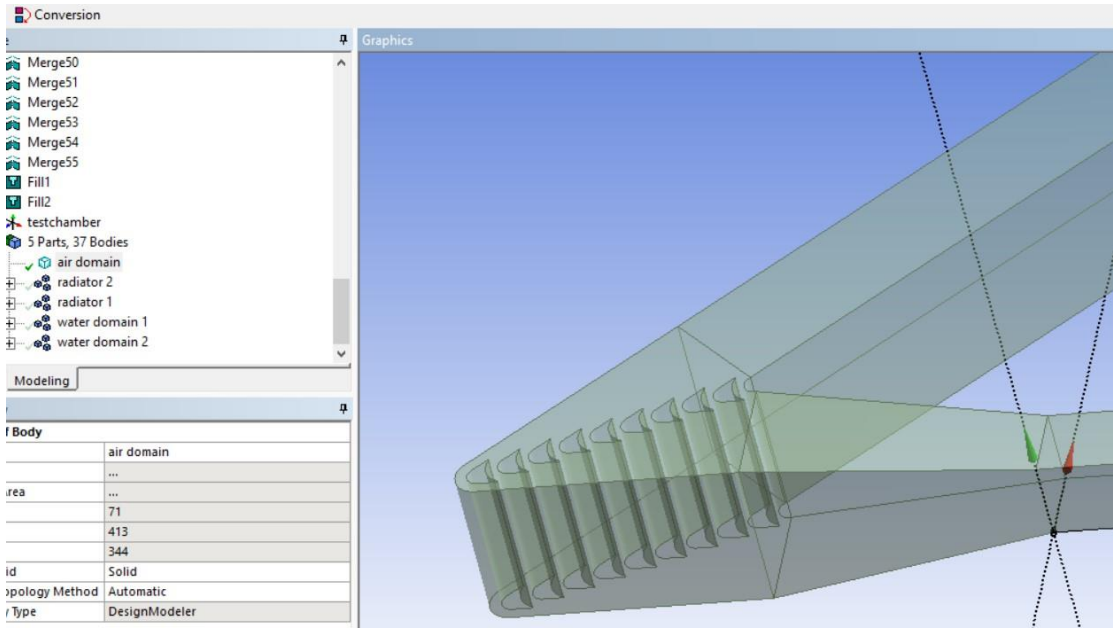 Conversion
Graphics
Merge50
Merge51
Merge52
Merge53
Merge54
Merge55
Fill1
Fill2
testchamber
5 Parts, 37 Bodies
air domain
radiator 2
radiator 1
water domain 1
water domain 2
Modeling
f Body
air domain
...
rea ...
71
413
344
id Solid
opology Method Automatic
y Type DesignModeler